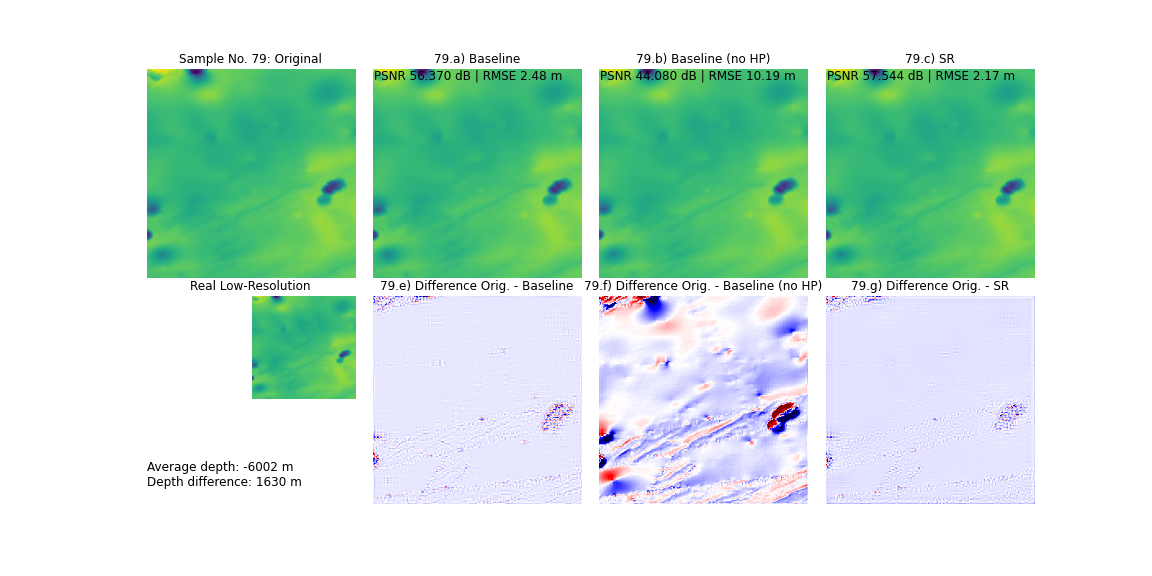 Sample No. 79: Original
79.a) Baseline
79.b) Baseline (no HP)
79.c) SR
PSNR 56.370 dB | RMSE 2.48 m
PSNR 44.080 dB | RMSE 10.19 m
PSNR 57.544 dB | RMSE 2.17 m
Real Low-Resolution
79.e) Difference Orig. - Baseline
79.f) Difference Orig. - Baseline (no HP)
79.g) Difference Orig. - SR
Average depth: -6002 m
Depth difference: 1630 m